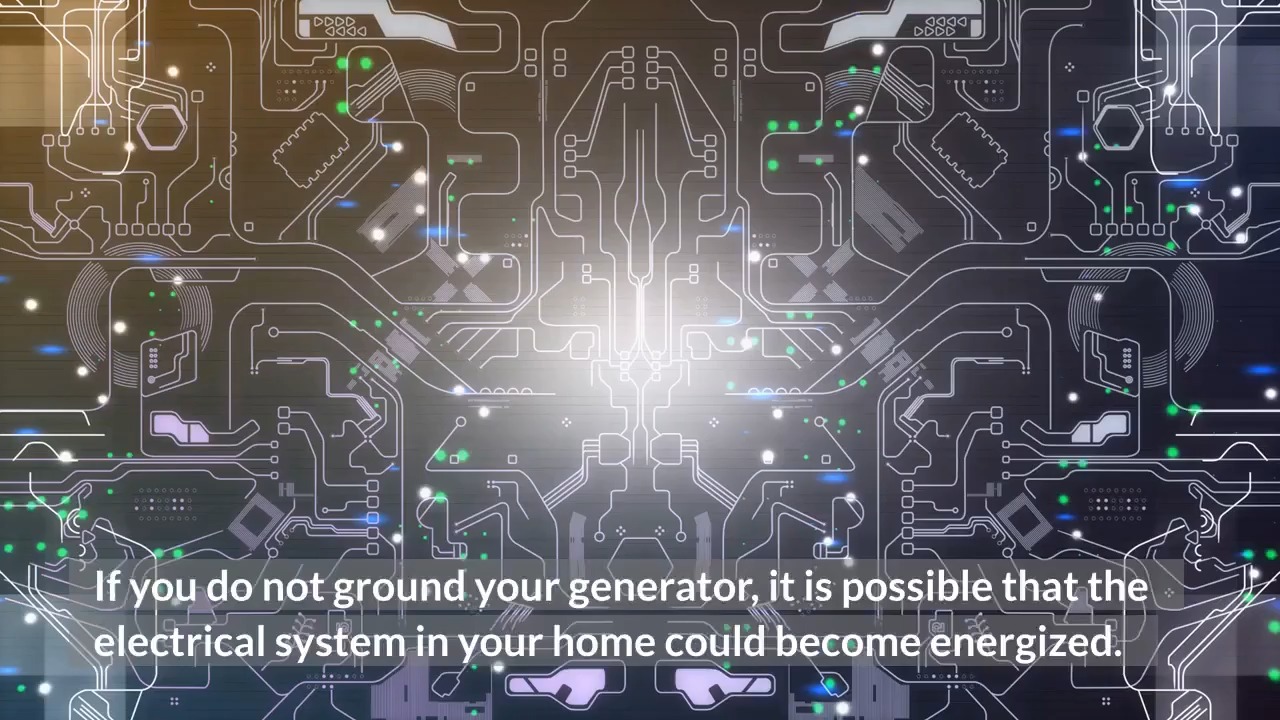 If you do not ground your generator, it is possible that the
electrical system in your home could become energized.